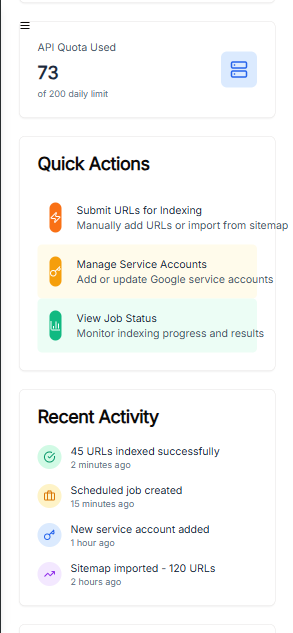 API Quota Used
73
of 200 daily limit
Quick Actions
Submit URLs for Indexing
Manually add URLs or import from sitemap
Manage Service Accounts
Add or update Google service accounts
View Job Status
Monitor indexing progress and results
Recent Activity
45 URLs indexed successfully
2 minutes ago
Scheduled job created
15 minutes ago
New service account added
1 hour ago
Sitemap imported - 120 URLs
2 hours ago